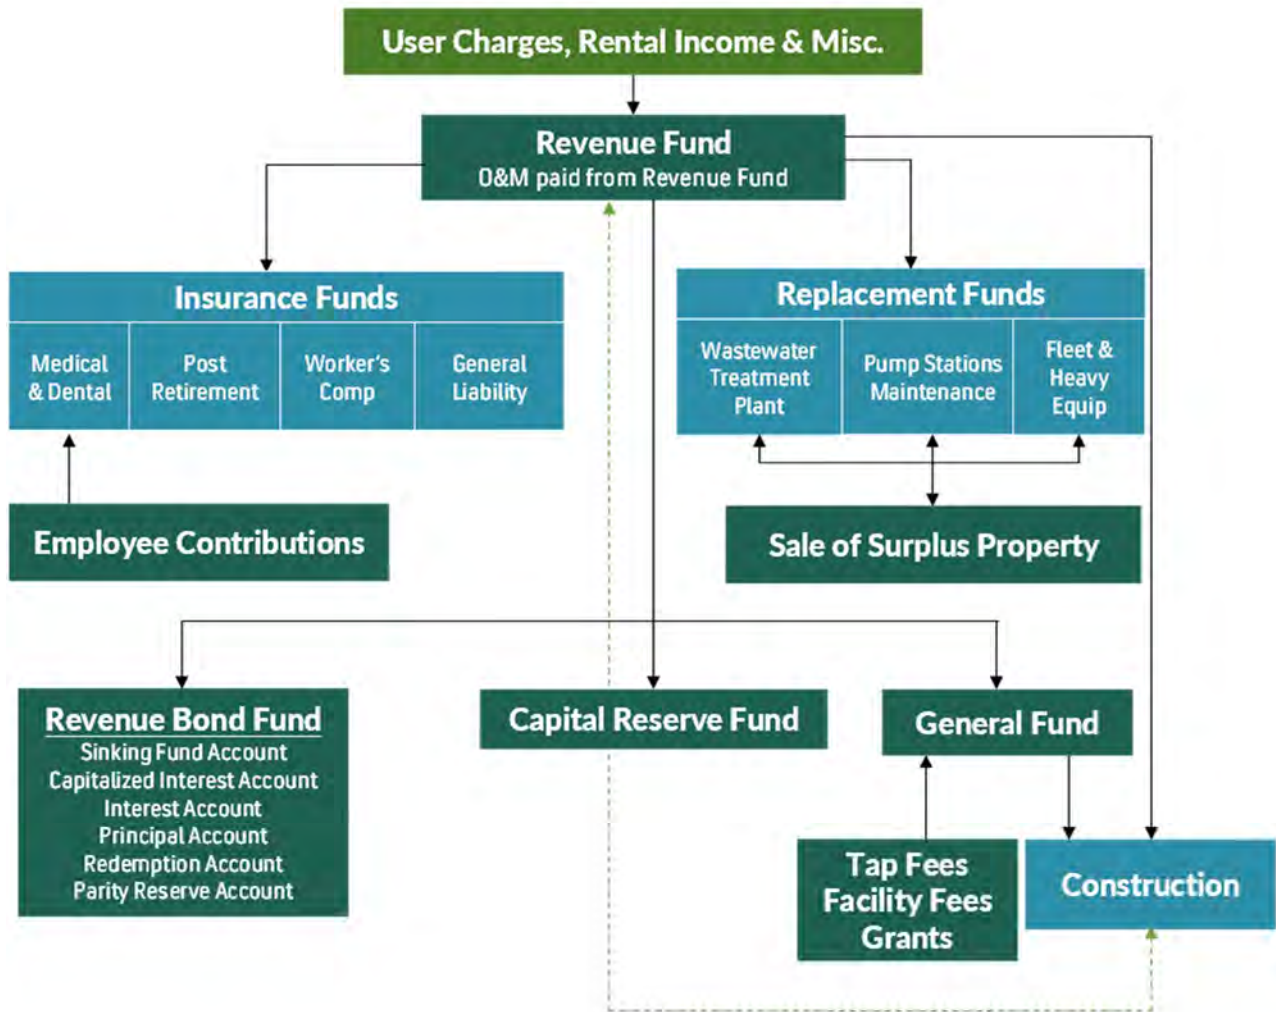 User Charges, Rental Income & Misc.
Revenue Fund
O&M paid from Revenue Fund
Insurance Funds
Medical
& Dental
Post
Retirement
Worker's
Comp
General
Liability
Replacement Funds
Wastewater
Treatment
Plant
Pump Stations
Maintenance
Fleet &
Heavy
Equip
Employee Contributions
Sale of Surplus Property
Revenue Bond Fund
Sinking Fund Account
Capitalized Interest Account
Interest Account
Principal Account
Redemption Account
Parity Reserve Account
Capital Reserve Fund
General Fund
Tap Fees
Facility Fees
Grants
Construction